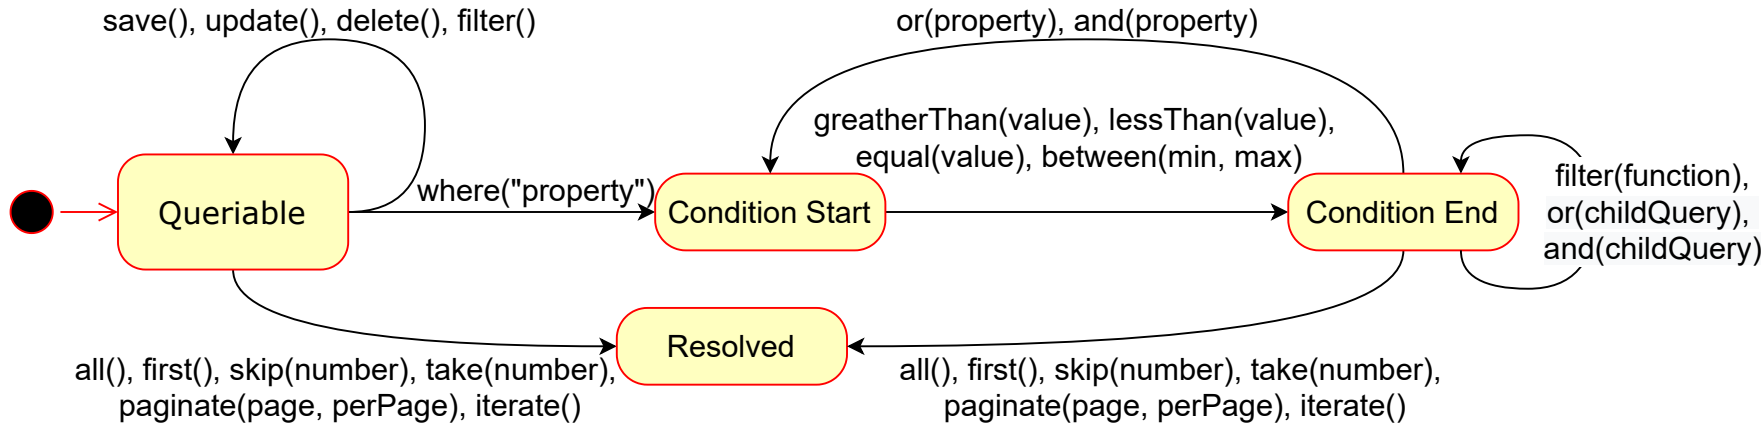 save(), update(), delete(), filter()
or(property), and(property)
greatherThan(value), lessThan(value),
equal(value), between(min, max)
where("property")
Queriable
Condition Start
Condition End
filter(function),
or(childQuery),
and(childQuery)
Resolved
all(), first(), skip(number), take(number),
paginate(page, perPage), iterate()
all(), first(), skip(number), take(number),
paginate(page, perPage), iterate()